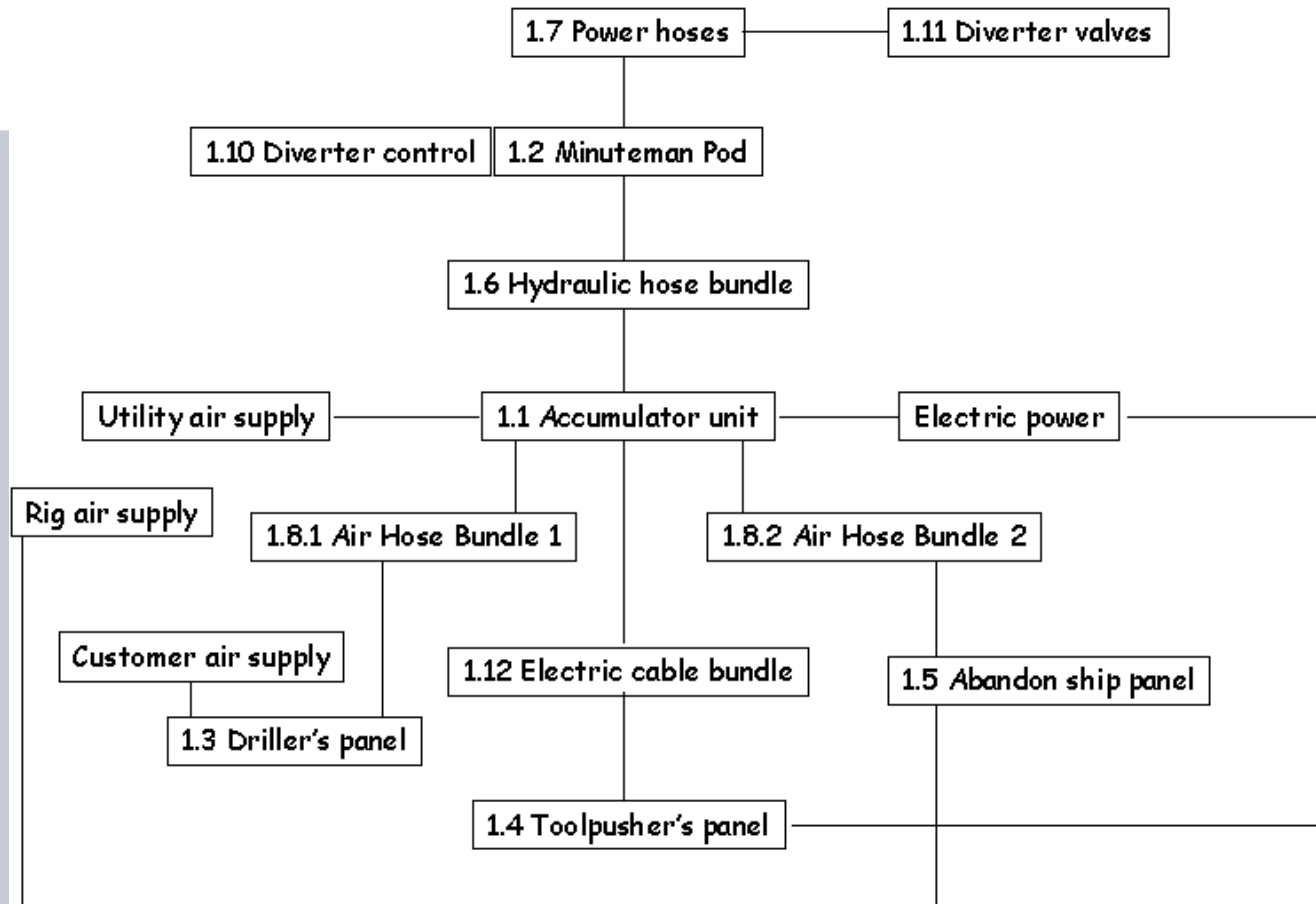 1.7 Power hoses
1.11 Diverter valves
1.10 Diverter control
1.2 Minuteman Pod
1.6 Hydraulic hose bundle
Utility air supply
1.1 Accumulator unit
Electric power
Rig air supply
1.8.1 Air Hose Bundle 1
1.8.2 Air Hose Bundle 2
Customer air supply
1.12 Electric cable bundle
1.5 Abandon ship panel
1.3 Driller's panel
1.4 Toolpusher's panel